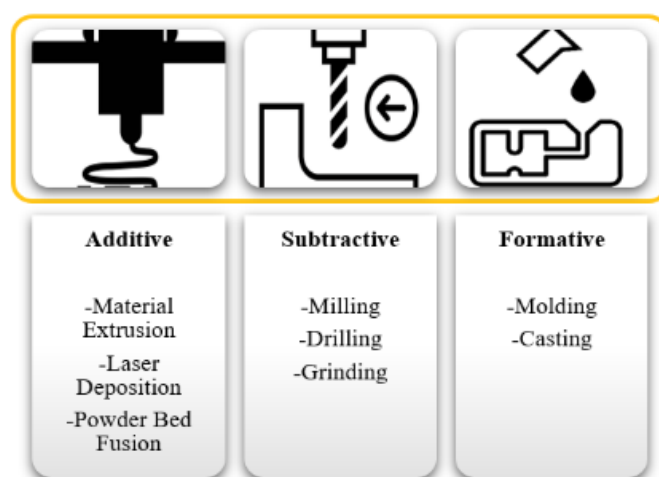 Additive
-Material
Extrusion
-Laser
Deposition
-Powder Bed
Fusion
Subtractive
-Milling
-Drilling
-Grinding
Formative
-Molding
-Casting